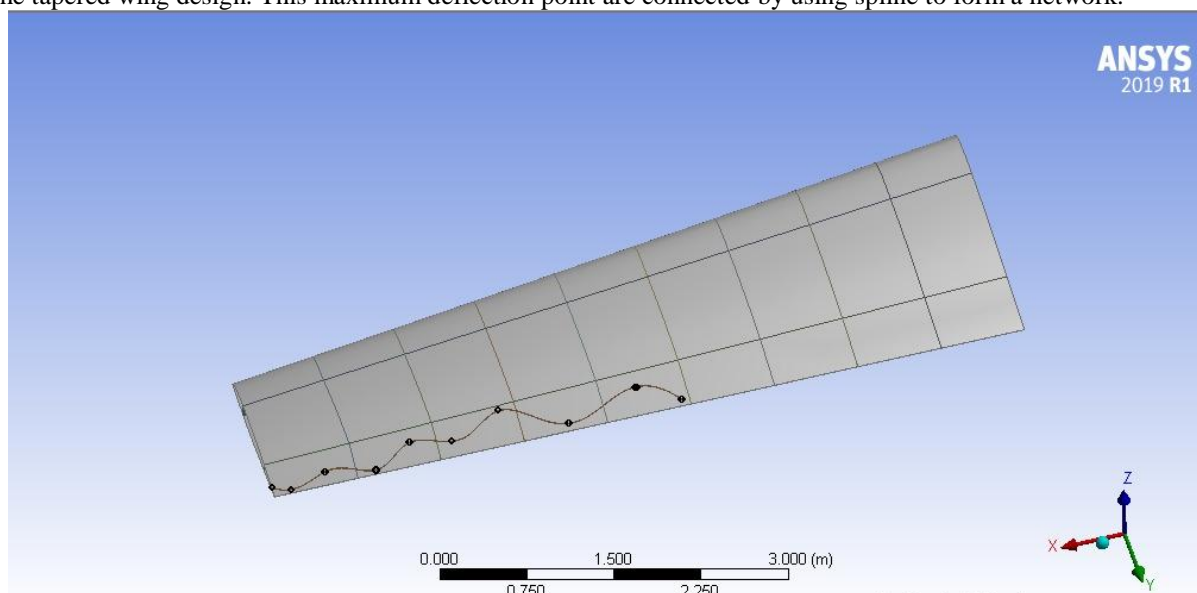 tapered wing design. This maximum deflection point are connected by using spline to form a network.
ANSYS
2019 R1
Z
X
Y
0.000 1.500 3.000 (m)
0.750 2.250